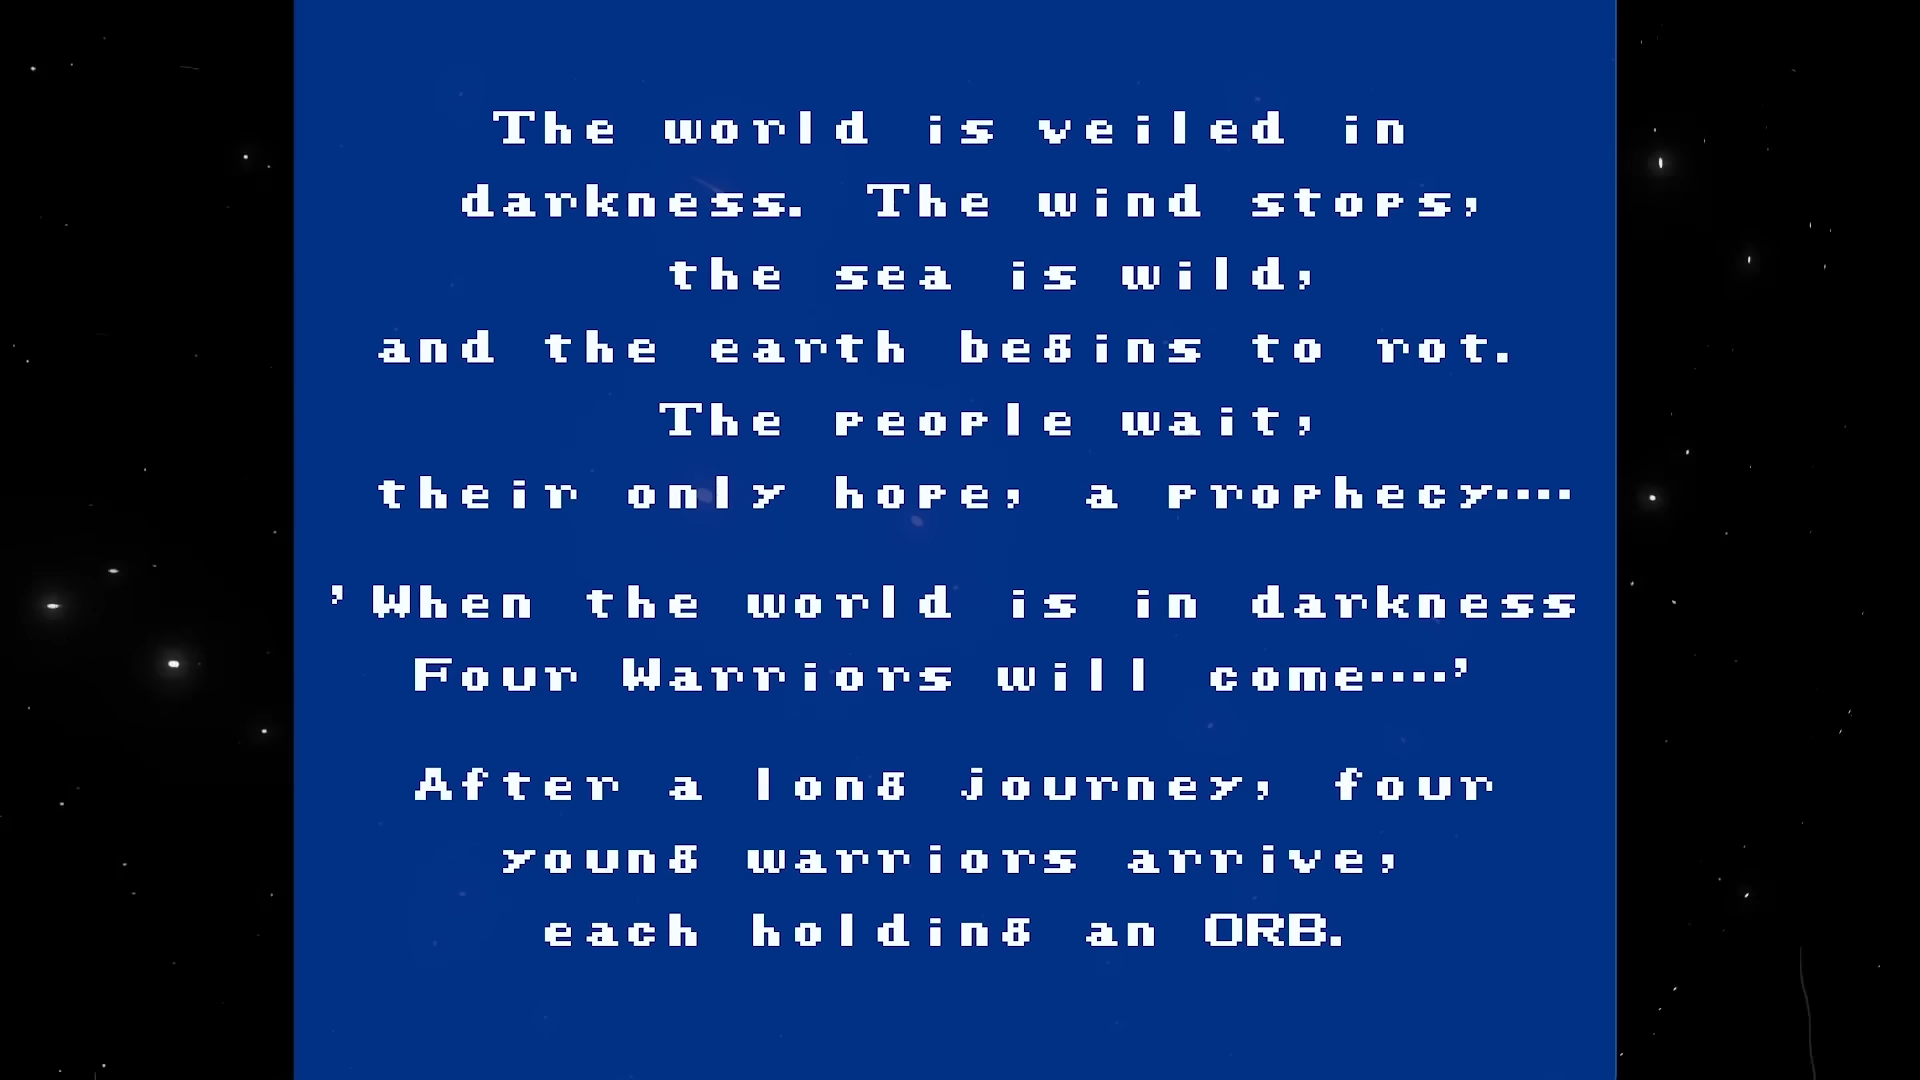 The world is veiled in
darkness. The wind stops,
the sea is wild,
and the earth begins to rot.
The people wait,
their only hope, a prophecy....
'When the world is in darkness
Four Warriors will come....'
After a long journey, four
young warriors arrive,
each holding an ORB.